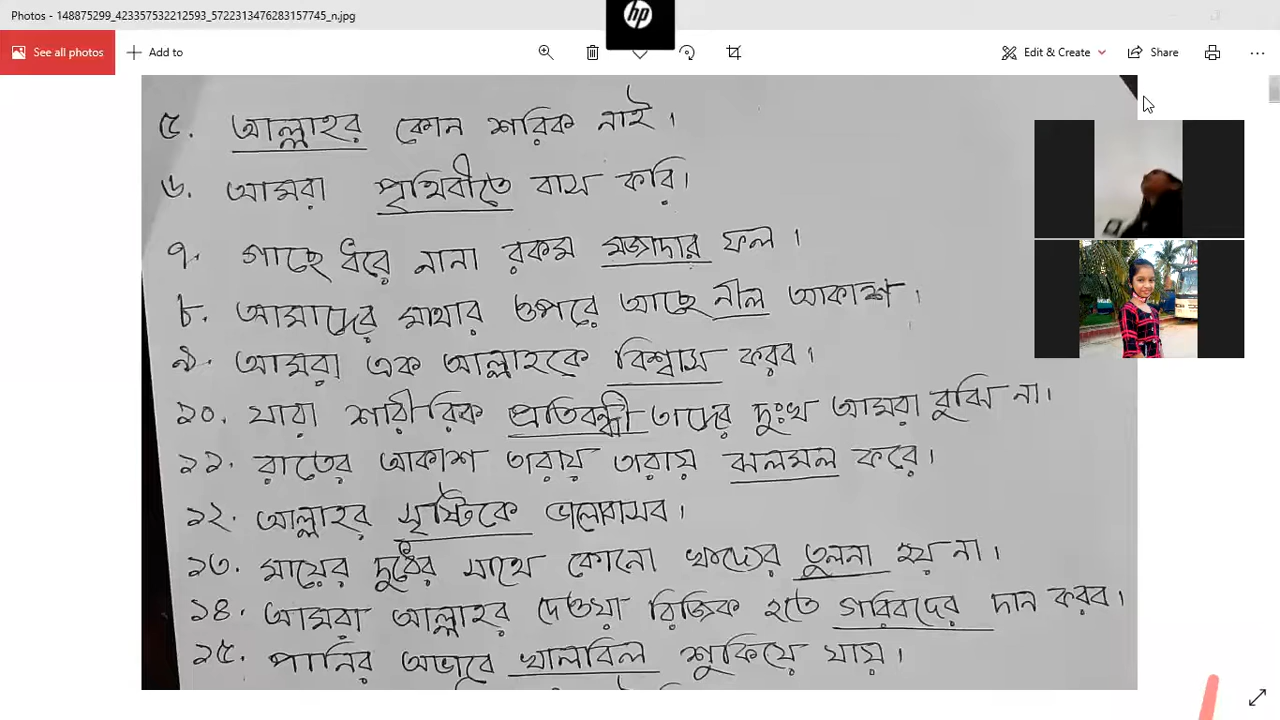 Photos - 148875299_423357532212593_5722313476283157745_n.jpg
hp
See all photos
Add to
Edit & Create
Share
৫. আল্লাহর কোন শরিক নাই।
৬. আমরা পৃথিবীতে বাস করি।
৭. গাছে ধরে নানা রকম মজাদার ফল।
৮. আমাদের মাথার ওপরে আছে নীল আকাশ।
৯. আমরা এক আল্লাহকে বিশ্বাস করব।
১০. যারা শারীরিক প্রতিবন্ধী তাদের দুঃখ আমরা বুঝি না।
১১. রাতের আকাশ তারায় তারায় ঝলমল করে।
১২. আল্লাহর সৃষ্টিকে ভালোবাসব।
১৩. মায়ের দুধের সাথে কোনো খাদ্যের তুলনা হয় না।
১৪. আমরা আল্লাহর দেওয়া রিজিক হতে গরিবদের দান করব।
১৫. পানির অভাবে খালবিল শুকিয়ে যায়।